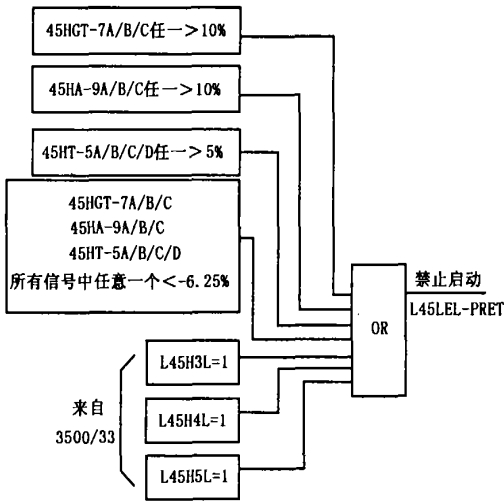 45HGT-7A/B/C任一>10%
45HA-9A/B/C任一>10%
45HT-5A/B/C/D任一>5%
45HGT-7A/B/C
45HA-9A/B/C
45HT-5A/B/C/D
所有信号中任意一个<-6.25%
OR
禁止启动
L45LEL-PRET
来自
3500/33
L45H3L=1
L45H4L=1
L45H5L=1